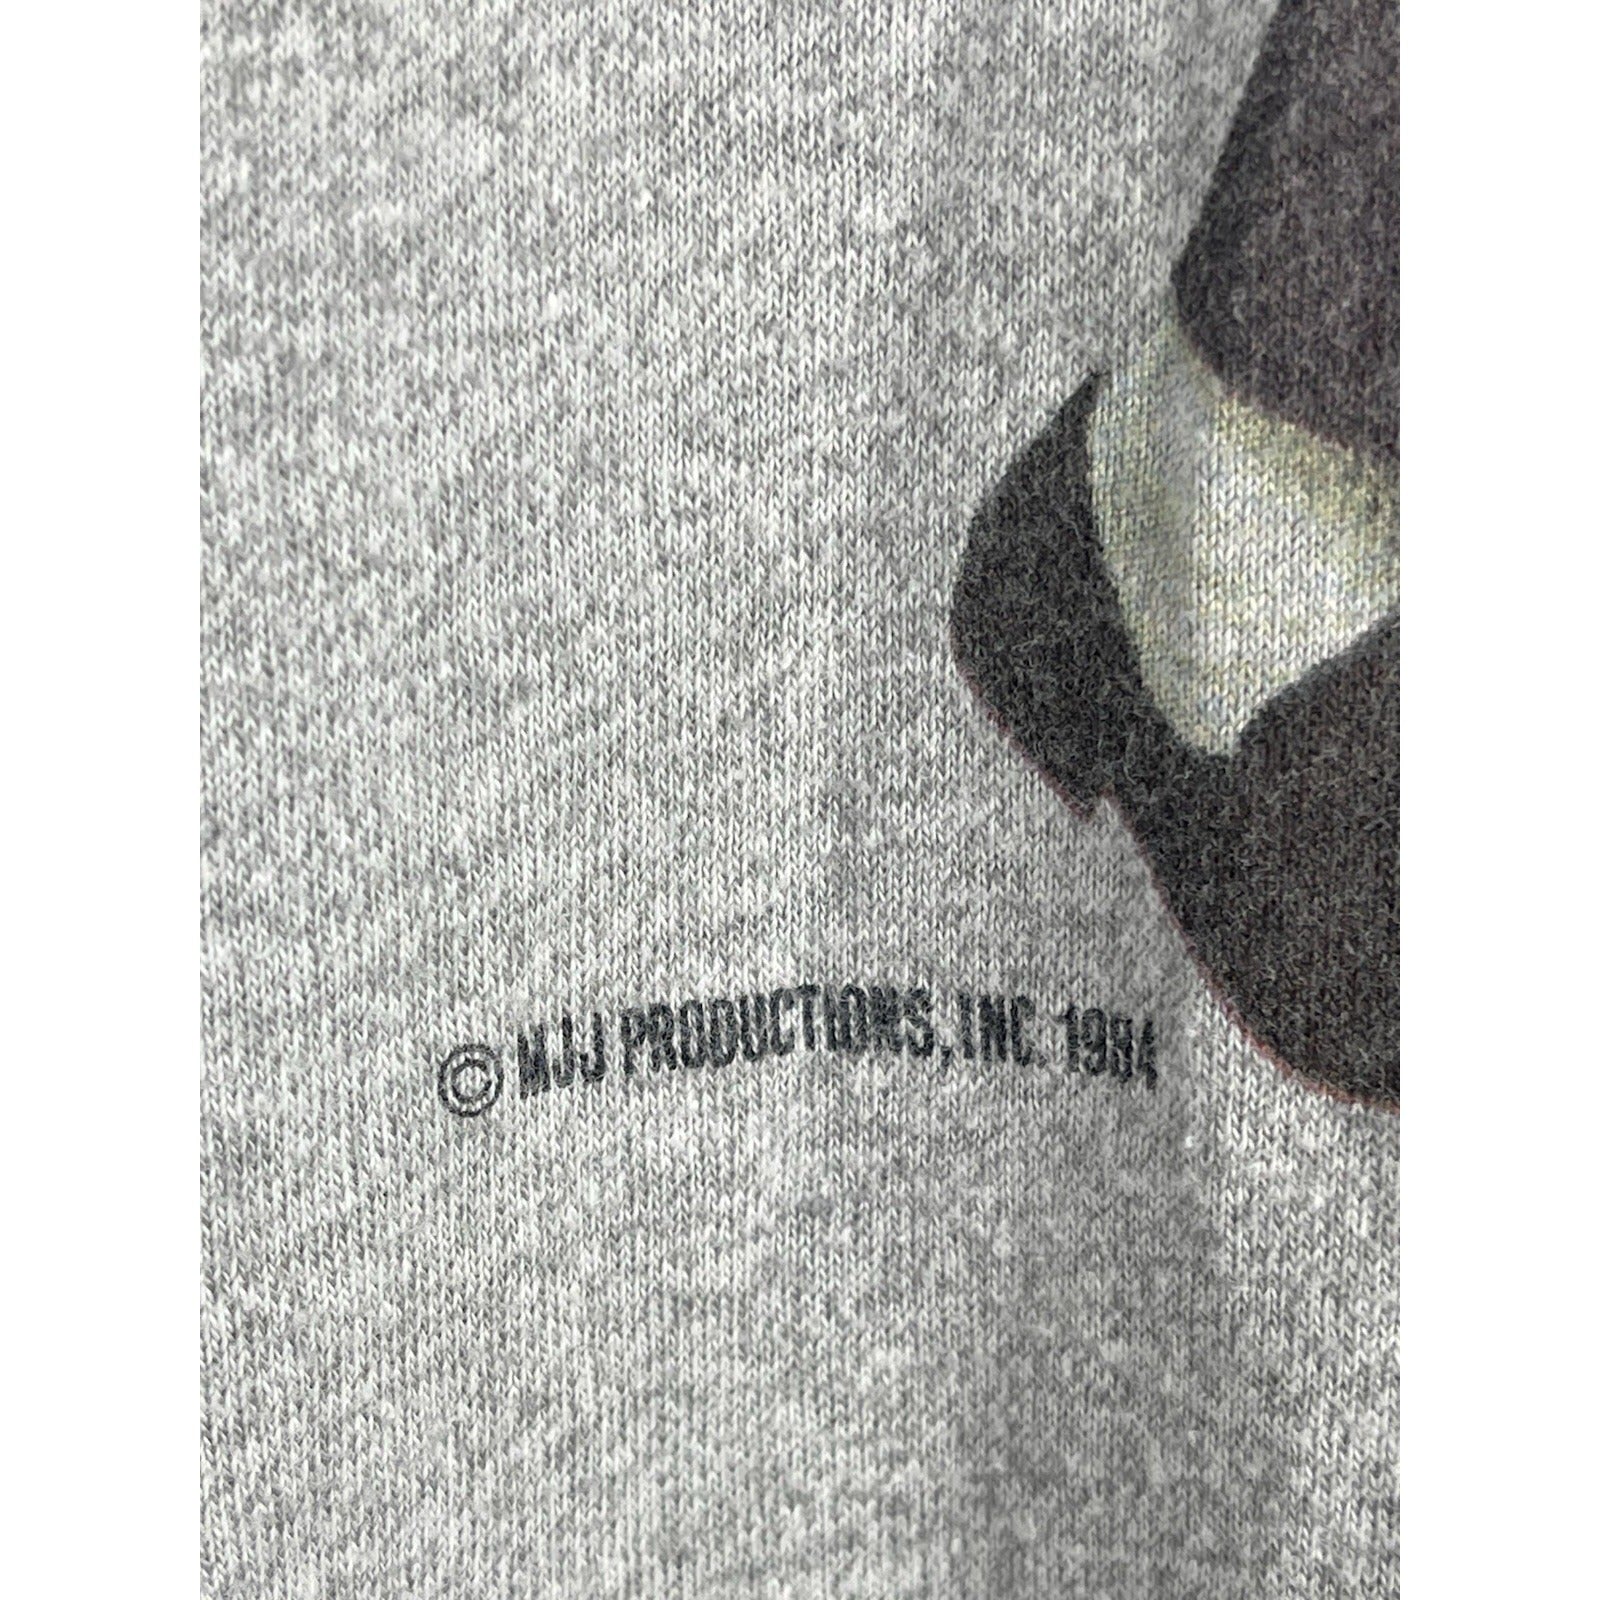 © MJJ PRODUCTIONS, INC. 1984